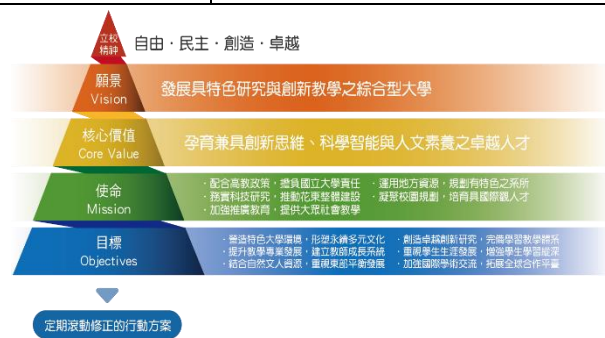 立校
精神
自由·民主·創造·卓越
願景
Vision
發展具特色研究與創新教學之綜合型大學
核心價值
Core Value
孕育兼具創新思維、科學智能與人文素養之卓越人才
使命
Mission
·配合高教政策，擔負國立大學責任 ·運用地方資源，規劃有特色之系所
·務實科技研究，推動花東整體建設 ·凝聚校園規劃，培育具國際觀人才
·加強推廣教育，提供大眾社會教學
目標
Objectives
·營造特色大學環境，形塑永續多元文化 ·創造卓越創新研究，完備學習教學體系
·提升教學專業發展，建立教師成長系統 ·重視學生生涯發展，增強學生學習縱深
·結合自然人文資源，重視東部平衡發展 ·加強國際學術交流，拓展全球合作平臺
定期滾動修正的行動方案